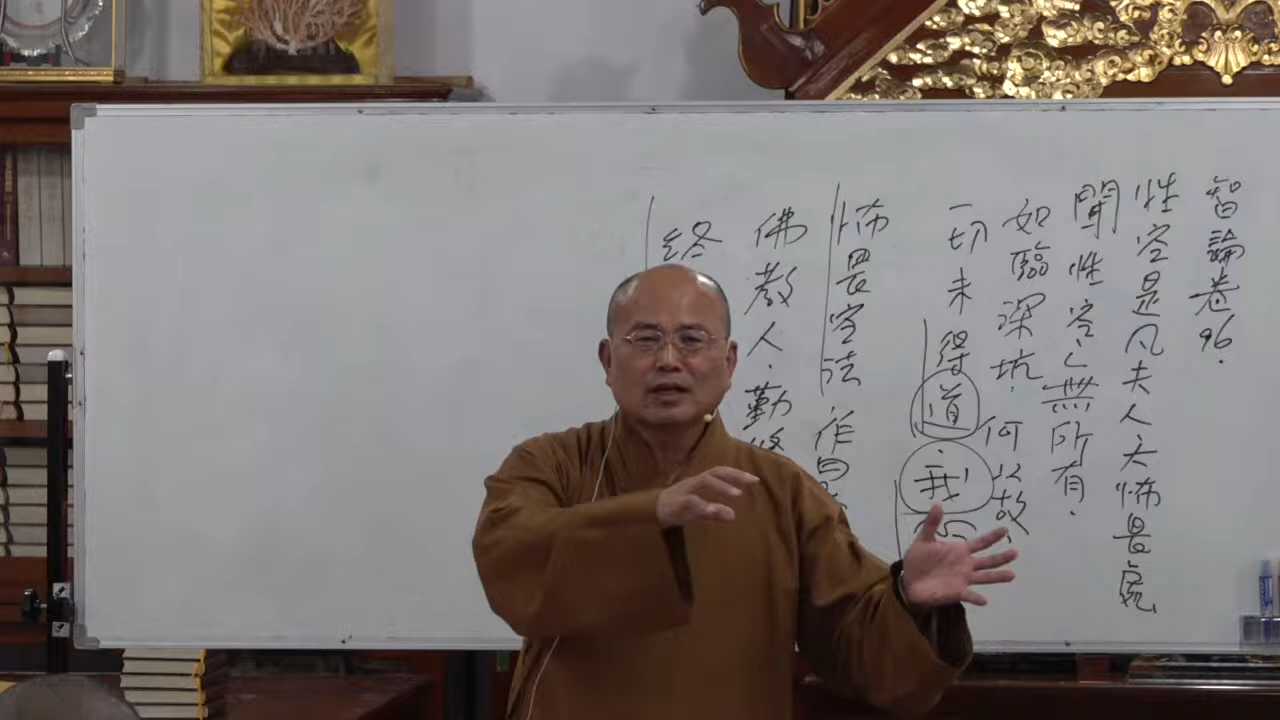 智論卷96.
性空是凡夫人大怖畏處
聞性空、無所有.
如臨深坑.何以故、
一切未得道.我
怖畏空法
佛教人.勤修
終